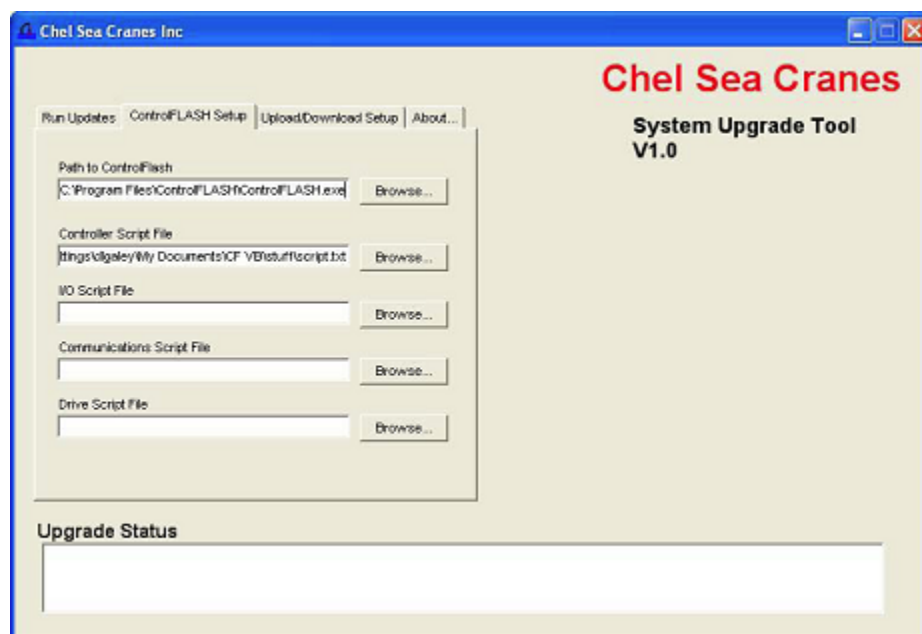 Chel Sea Cranes Inc
Chel Sea Cranes
System Upgrade Tool
V1.0
Run Updates ControlFLASH Setup Upload/Download Setup About...
Path to ControlFlash
C:\Program Files\ControlFLASH\ControlFLASH.exe Browse...
Controller Script File
ttings\dgaley\My Documents\CF VB\stuff\script.txt Browse...
I/O Script File
Browse...
Communications Script File
Browse...
Drive Script File
Browse...
Upgrade Status